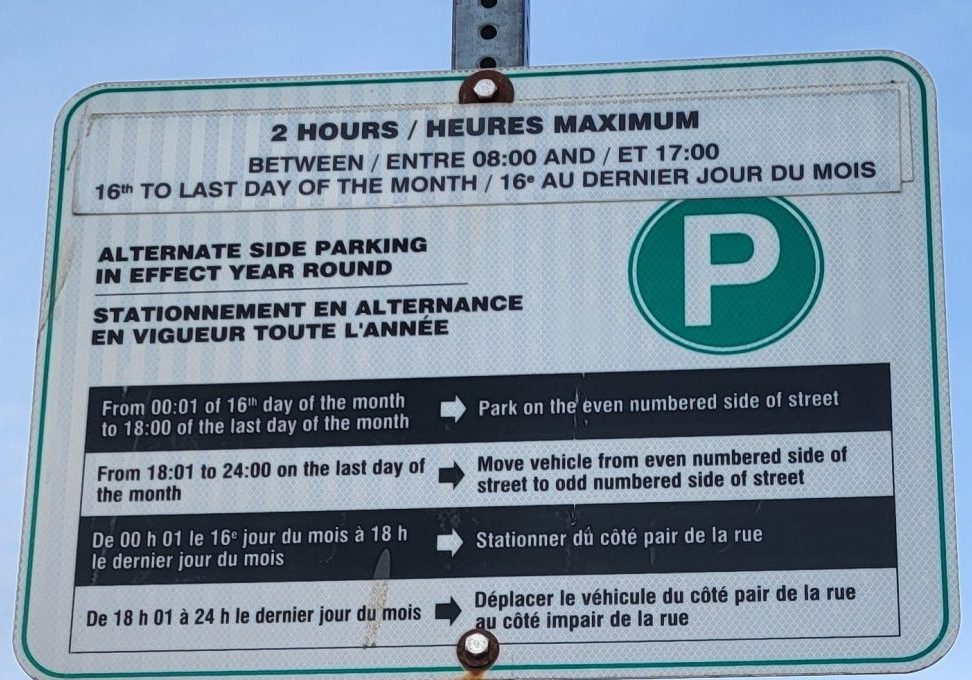 2 HOURS / HEURES MAXIMUM
BETWEEN / ENTRE 08:00 AND / ET 17:00
16th TO LAST DAY OF THE MONTH / 16e AU DERNIER JOUR DU MOIS
ALTERNATE SIDE PARKING
IN EFFECT YEAR ROUND
STATIONNEMENT EN ALTERNANCE
EN VIGUEUR TOUTE L'ANNÉE
P
From 00:01 of 16th day of the month
to 18:00 of the last day of the month
Park on the even numbered side of street
From 18:01 to 24:00 on the last day of
the month
Move vehicle from even numbered side of
street to odd numbered side of street
De 00 h 01 le 16e jour du mois à 18 h
le dernier jour du mois
Stationner du côté pair de la rue
De 18 h 01 à 24 h le dernier jour du mois
Déplacer le véhicule du côté pair de la rue
au côté impair de la rue